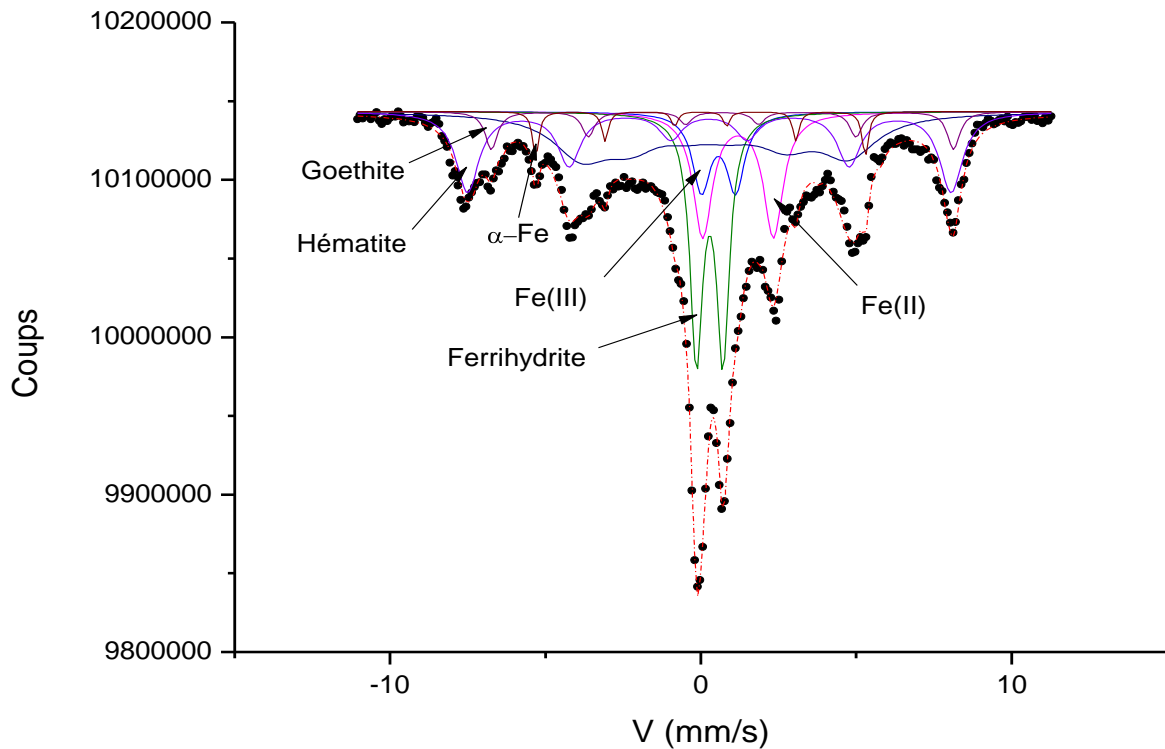 10200000
10100000
10000000
9900000
9800000
Coups
Goethite
Hématite
α–Fe
Fe(III)
Ferrihydrite
Fe(II)
-10
0
10
V (mm/s)